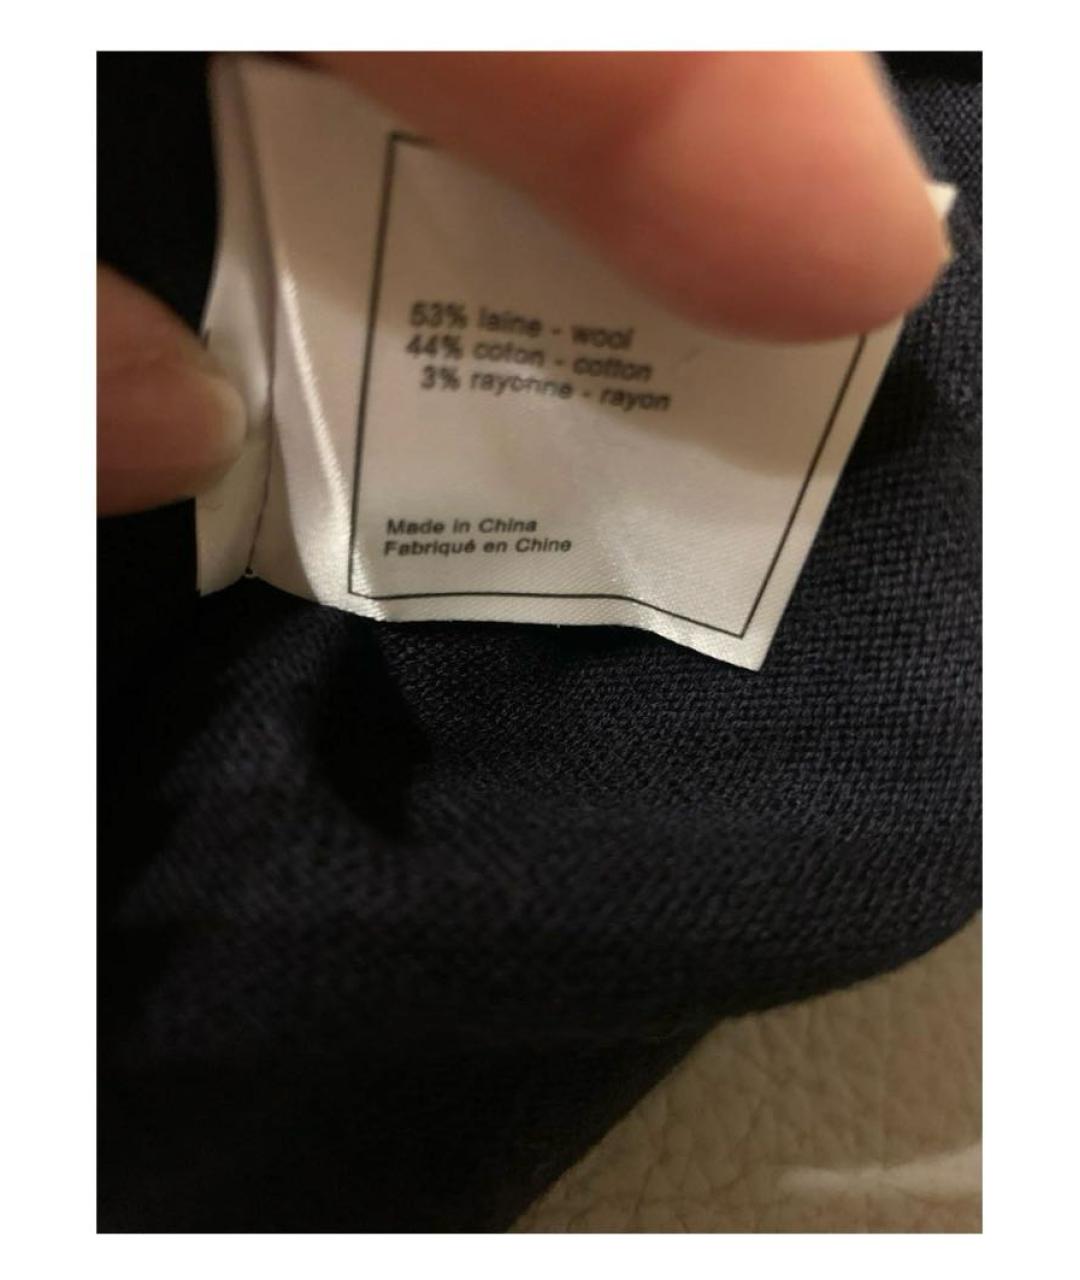 53% laine - wool
44% coton - cotton
3% rayonne - rayon
Made in China
Fabriqué en Chine